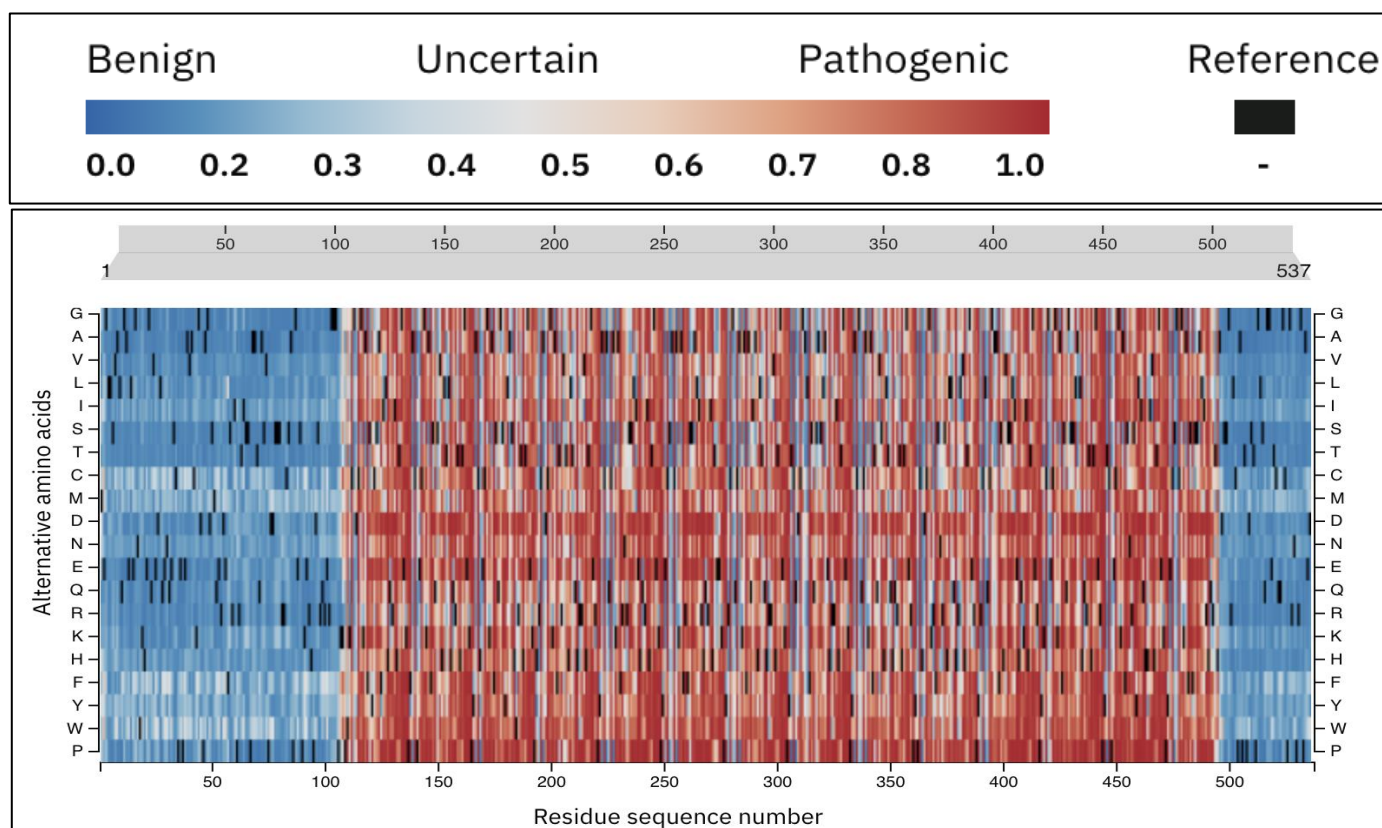 Benign Uncertain Pathogenic Reference
0.0 0.2 0.3 0.4 0.5 0.6 0.7 0.8 1.0 -
50 100 150 200 250 300 350 400 450 500
1 537
G G
A A
V V
L L
I I
S S
T T
C C
M M
D D
N N
E E
Q Q
R R
K K
H H
F F
Y Y
W W
P P
Alternative amino acids
50 100 150 200 250 300 350 400 450 500
Residue sequence number